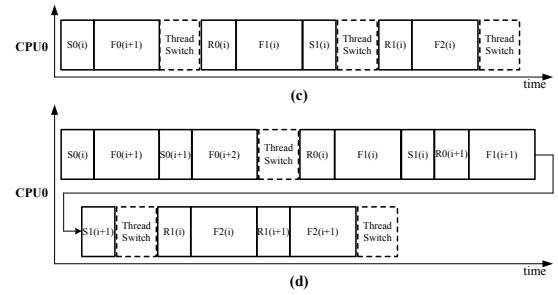 CPU0
S0(i) F0(i+1) Thread Switch R0(i) F1(i) S1(i) Thread Switch R1(i) F2(i) Thread Switch
time
(c)
CPU0
S0(i) F0(i+1) S0(i+1) F0(i+2) Thread Switch R0(i) F1(i) S1(i) R0(i+1) F1(i+1)
S1(i+1) Thread Switch R1(i) F2(i) R1(i+1) F2(i+1) Thread Switch
time
(d)